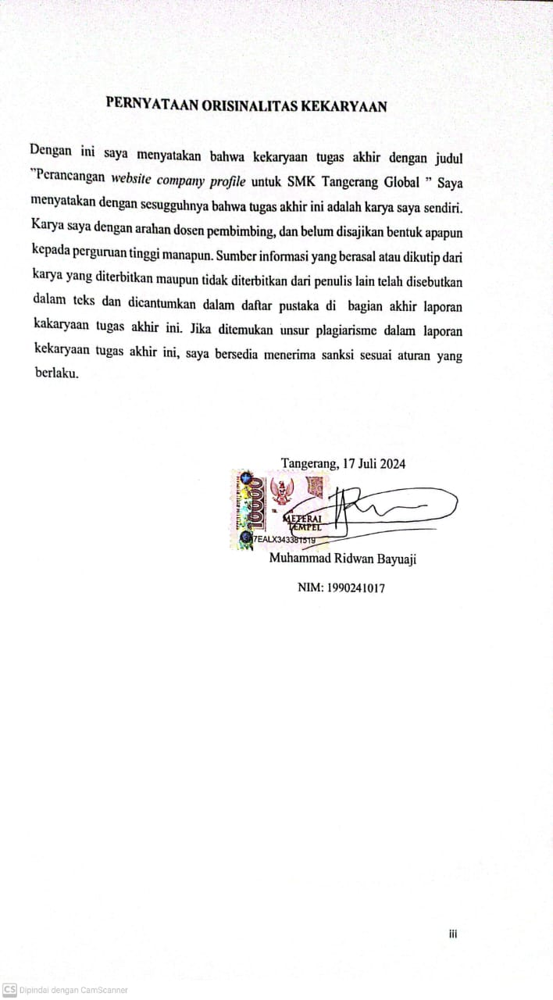 PERNYATAAN ORISINALITAS KEKARYAAN
Dengan ini saya menyatakan bahwa kekaryaan tugas akhir dengan judul
”Perancangan website company profile untuk SMK Tangerang Global ” Saya
menyatakan dengan sesugguhnya bahwa tugas akhir ini adalah karya saya sendiri.
Karya saya dengan arahan dosen pembimbing, dan belum disajikan bentuk apapun
kepada perguruan tinggi manapun. Sumber informasi yang berasal atau dikutip dari
karya yang diterbitkan maupun tidak diterbitkan dari penulis lain telah disebutkan
dalam teks dan dicantumkan dalam daftar pustaka di bagian akhir laporan
kakaryaan tugas akhir ini. Jika ditemukan unsur plagiarisme dalam laporan
kekaryaan tugas akhir ini, saya bersedia menerima sanksi sesuai aturan yang
berlaku.
Tangerang, 17 Juli 2024
10000
METERAI
TEMPEL
7EALX343381519
Muhammad Ridwan Bayuaji
NIM: 1990241017
iii
CS Dipindai dengan CamScanner